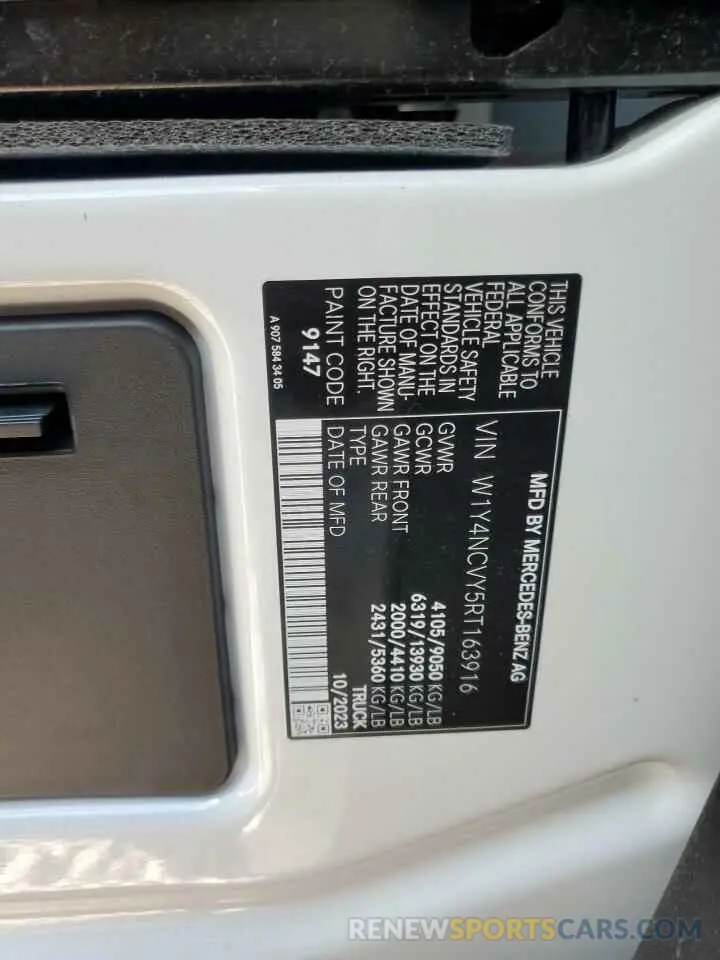 MFD BY MERCEDES-BENZ AG
VIN W1Y4NCVY5RT163916
GVWR 4105/9050 KG/LB
GCWR 6319/13930 KG/LB
GAWR FRONT 2000/4410 KG/LB
GAWR REAR 2431/5360 KG/LB
TYPE TRUCK
DATE OF MFD 10/2023
THIS VEHICLE
CONFORMS TO
ALL APPLICABLE
FEDERAL
VEHICLE SAFETY
STANDARDS IN
EFFECT ON THE
DATE OF MANU-
FACTURE SHOWN
ON THE RIGHT.
PAINT CODE
9147
A 907 584 34 05
RENEWSPORTSCARS.COM